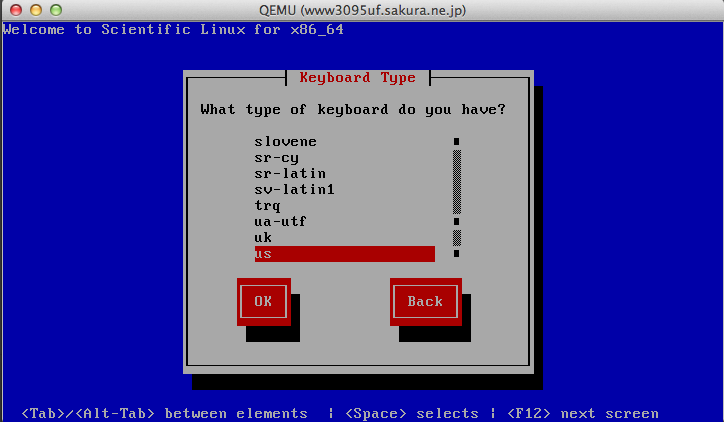 QEMU (www3095uf.sakura.ne.jp)
Welcome to Scientific Linux for x86_64
Keyboard Type
What type of keyboard do you have?
slovene
sr-cy
sr-latin
sv-latin1
trq
ua-utf
uk
us
OK Back
<Tab>/<Alt-Tab> between elements | <Space> selects | <F12> next screen